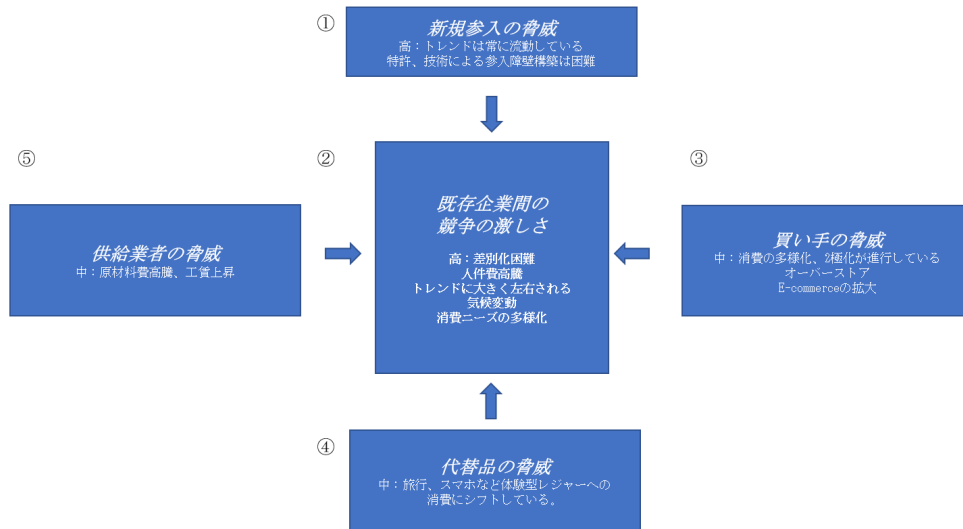 ①
新規参入の脅威
高：トレンドは常に流動している
特許、技術による参入障壁構築は困難
⑤
供給業者の脅威
中：原材料費高騰、工賃上昇
②
既存企業間の
競争の激しさ
高：差別化困難
人件費高騰
トレンドに大きく左右される
気候変動
消費ニーズの多様化
③
買い手の脅威
中：消費の多様化、2極化が進行している
オーバーストア
E-commerceの拡大
④
代替品の脅威
中：旅行、スマホなど体験型レジャーへの
消費にシフトしている。